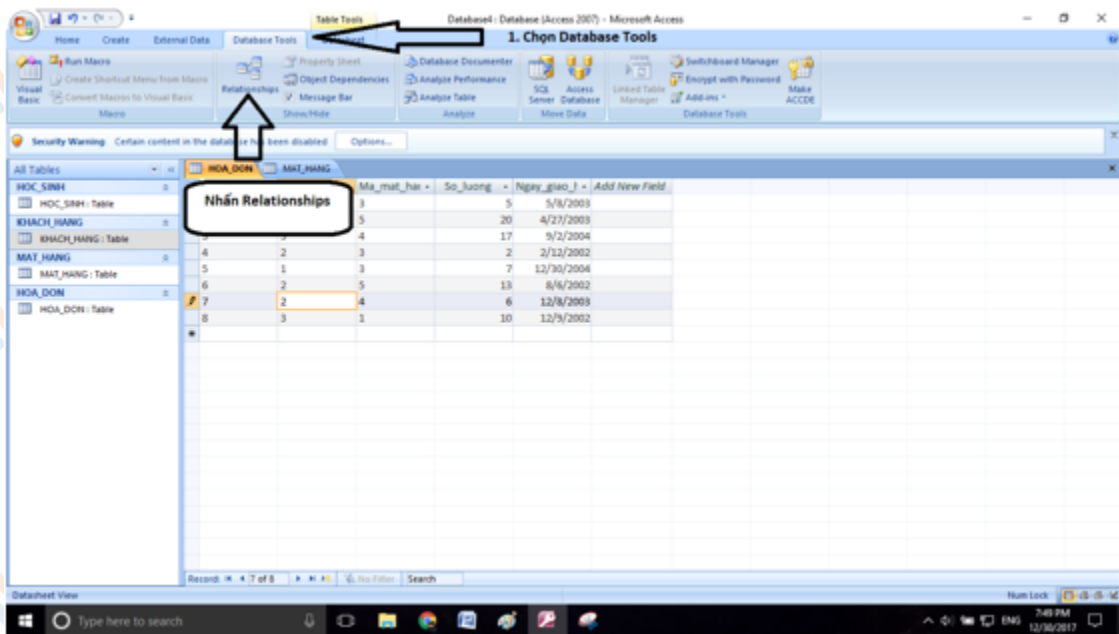 Table Tools
Database4 : Database (Access 2007) - Microsoft Access
Home Create External Data Database Tools
1. Chọn Database Tools
Visual Basic
Run Macro
Create Shortcut Menu from Macro
Convert Macros to Visual Basic
Macro
Relationships
Property Sheet
Object Dependencies
Message Bar
Show/Hide
Database Documenter
Analyze Performance
Analyze Table
Analyze
SQL Server
Access Database
Move Data
Linked Table Manager
Switchboard Manager
Encrypt with Password
Add-ins
Database Tools
Make ACCDE
Security Warning Certain content in the database has been disabled Options...
All Tables
HOC_SINH
HOC_SINH : Table
KHACH_HANG
KHACH_HANG : Table
MAT_HANG
MAT_HANG : Table
HOA_DON
HOA_DON : Table
HOA_DON MAT_HANG
Nhấn Relationships
Ma_mat_hai So_luong Ngay_giao_h Add New Field
3 5 5/8/2003
5 20 4/27/2003
4 17 9/2/2004
4 2 3 2 2/12/2002
5 1 3 7 12/30/2004
6 2 5 13 8/6/2002
7 2 4 6 12/8/2003
8 3 1 10 12/9/2002
Record: 7 of 8 No Filter Search
Datasheet View
Num Lock
Type here to search
ENG
7:49 PM
12/30/2017